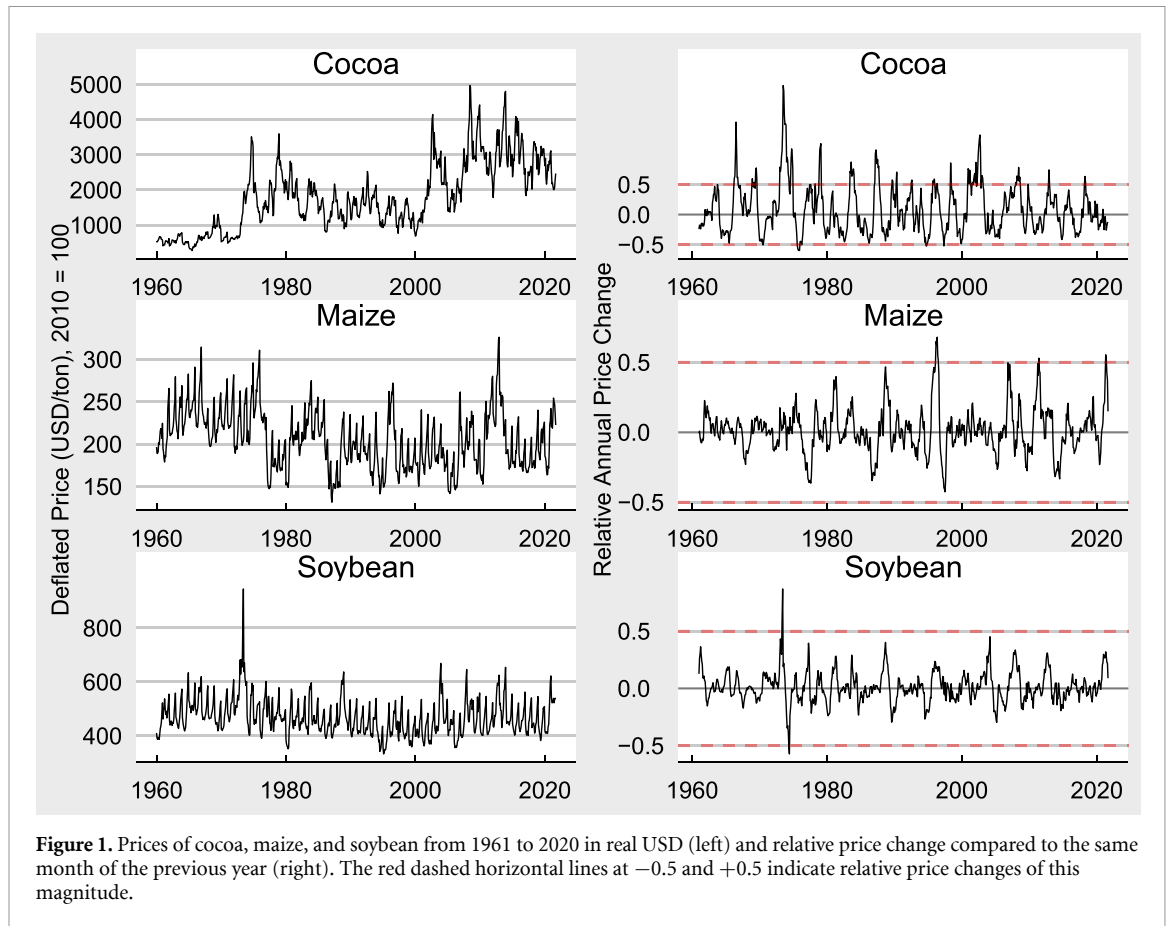 Cocoa
5000
4000
3000
2000
1000
1960 1980 2000 2020
Maize
300
250
200
150
1960 1980 2000 2020
Soybean
800
600
400
1960 1980 2000 2020
Deflated Price (USD/ton), 2010 = 100
Cocoa
0.5
0.0
−0.5
1960 1980 2000 2020
Maize
0.5
0.0
−0.5
1960 1980 2000 2020
Soybean
0.5
0.0
−0.5
1960 1980 2000 2020
Relative Annual Price Change
Figure 1. Prices of cocoa, maize, and soybean from 1961 to 2020 in real USD (left) and relative price change compared to the same
month of the previous year (right). The red dashed horizontal lines at −0.5 and +0.5 indicate relative price changes of this
magnitude.